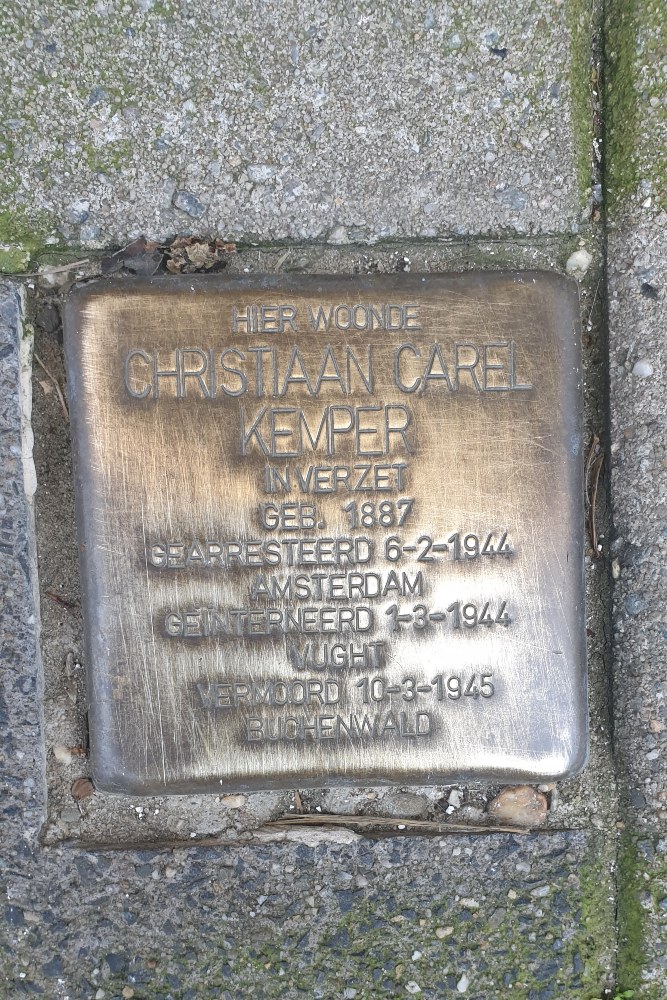 HIER WOONDE
CHRISTIAAN CAREL
KEMPER
IN VERZET
GEB. 1887
GEARRESTEERD 6-2-1944
AMSTERDAM
GEÏNTERNEERD 1-3-1944
VUGHT
VERMOORD 10-3-1945
BUCHENWALD